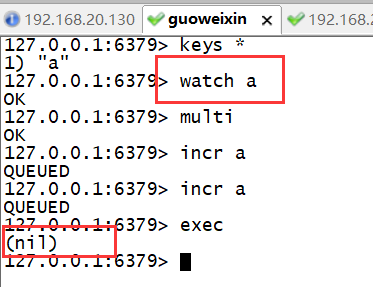 192.168.20.130 guoweixin × 192.168.2
127.0.0.1:6379> keys *
1) "a"
127.0.0.1:6379> watch a
OK
127.0.0.1:6379> multi
OK
127.0.0.1:6379> incr a
QUEUED
127.0.0.1:6379> incr a
QUEUED
127.0.0.1:6379> exec
(nil)
127.0.0.1:6379>